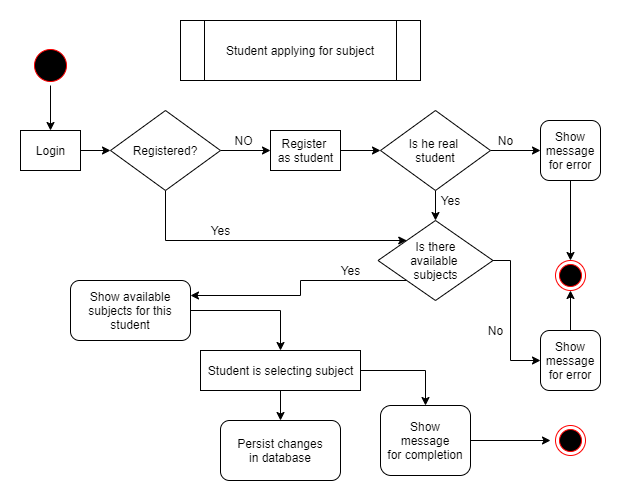 Student applying for subject
Login
Registered?
NO
Register
as student
Is he real
student
No
Show
message
for error
Yes
Yes
Is there
available
subjects
Yes
Show available
subjects for this
student
No
Show
message
for error
Student is selecting subject
Persist changes
in database
Show
message
for completion